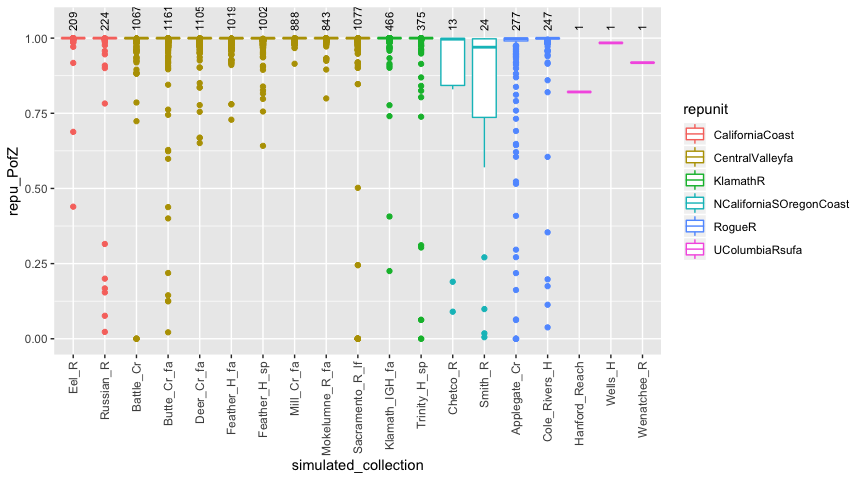 209 224 1067 1161 1105 1019 1002 888 843 1077 466 375 13 24 277 247 1 1 1
1.00
0.75
0.50
0.25
0.00
repu_PofZ
Eel_R Russian_R Battle_Cr Butte_Cr_fa Deer_Cr_fa Feather_H_fa Feather_H_sp Mill_Cr_fa Mokelumne_R_fa Sacramento_R_lf Klamath_IGH_fa Trinity_H_sp Chetco_R Smith_R Applegate_Cr Cole_Rivers_H Hanford_Reach Wells_H Wenatchee_R
simulated_collection
repunit
CaliforniaCoast
CentralValleyfa
KlamathR
NCaliforniaSOregonCoast
RogueR
UColumbiaRsufa